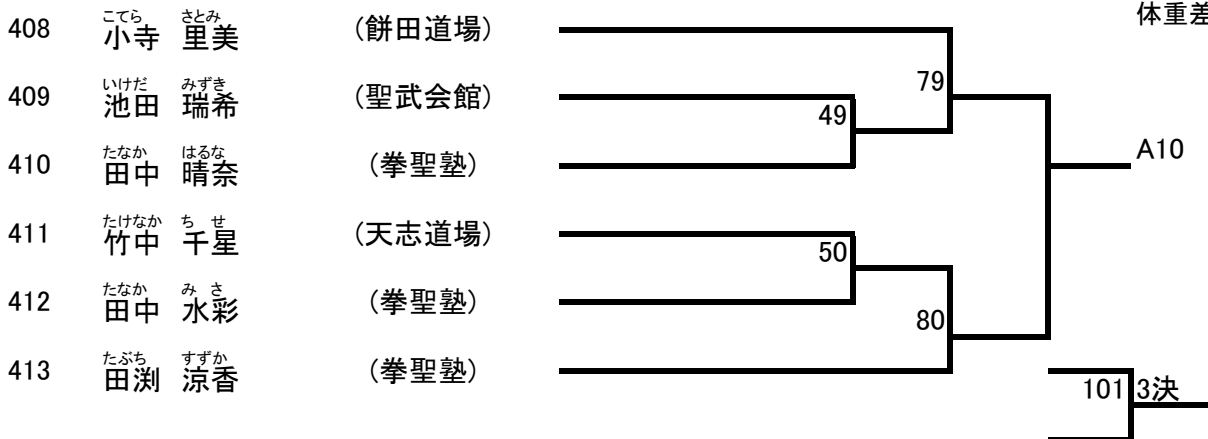 体重差
408 こてら さとみ 小寺 里美 (餅田道場)
409 いけだ みずき 池田 瑞希 (聖武会館)
79
49
410 たなか はるな 田中 晴奈 (拳聖塾)
A10
411 たけなか ち せ 竹中 千星 (天志道場)
50
412 たなか み さ 田中 水彩 (拳聖塾)
80
413 たぶち すずか 田渕 涼香 (拳聖塾)
101 3決